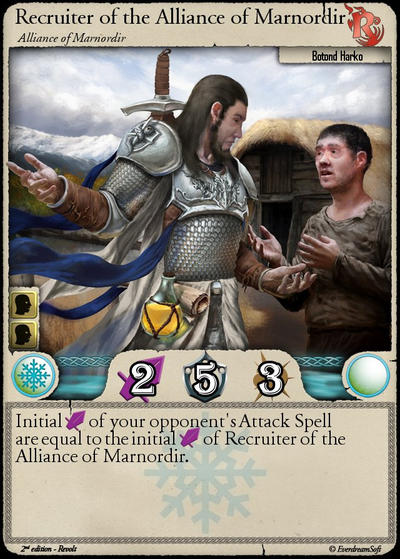 Recruiter of the Alliance of Marnordir
R
Alliance of Marnordir
Botond Harko
2 5 3
Initial of your opponent's Attack Spell
are equal to the initial of Recruiter of the
Alliance of Marnordir.
2nd edition - Revolt
© EverdreamSoft